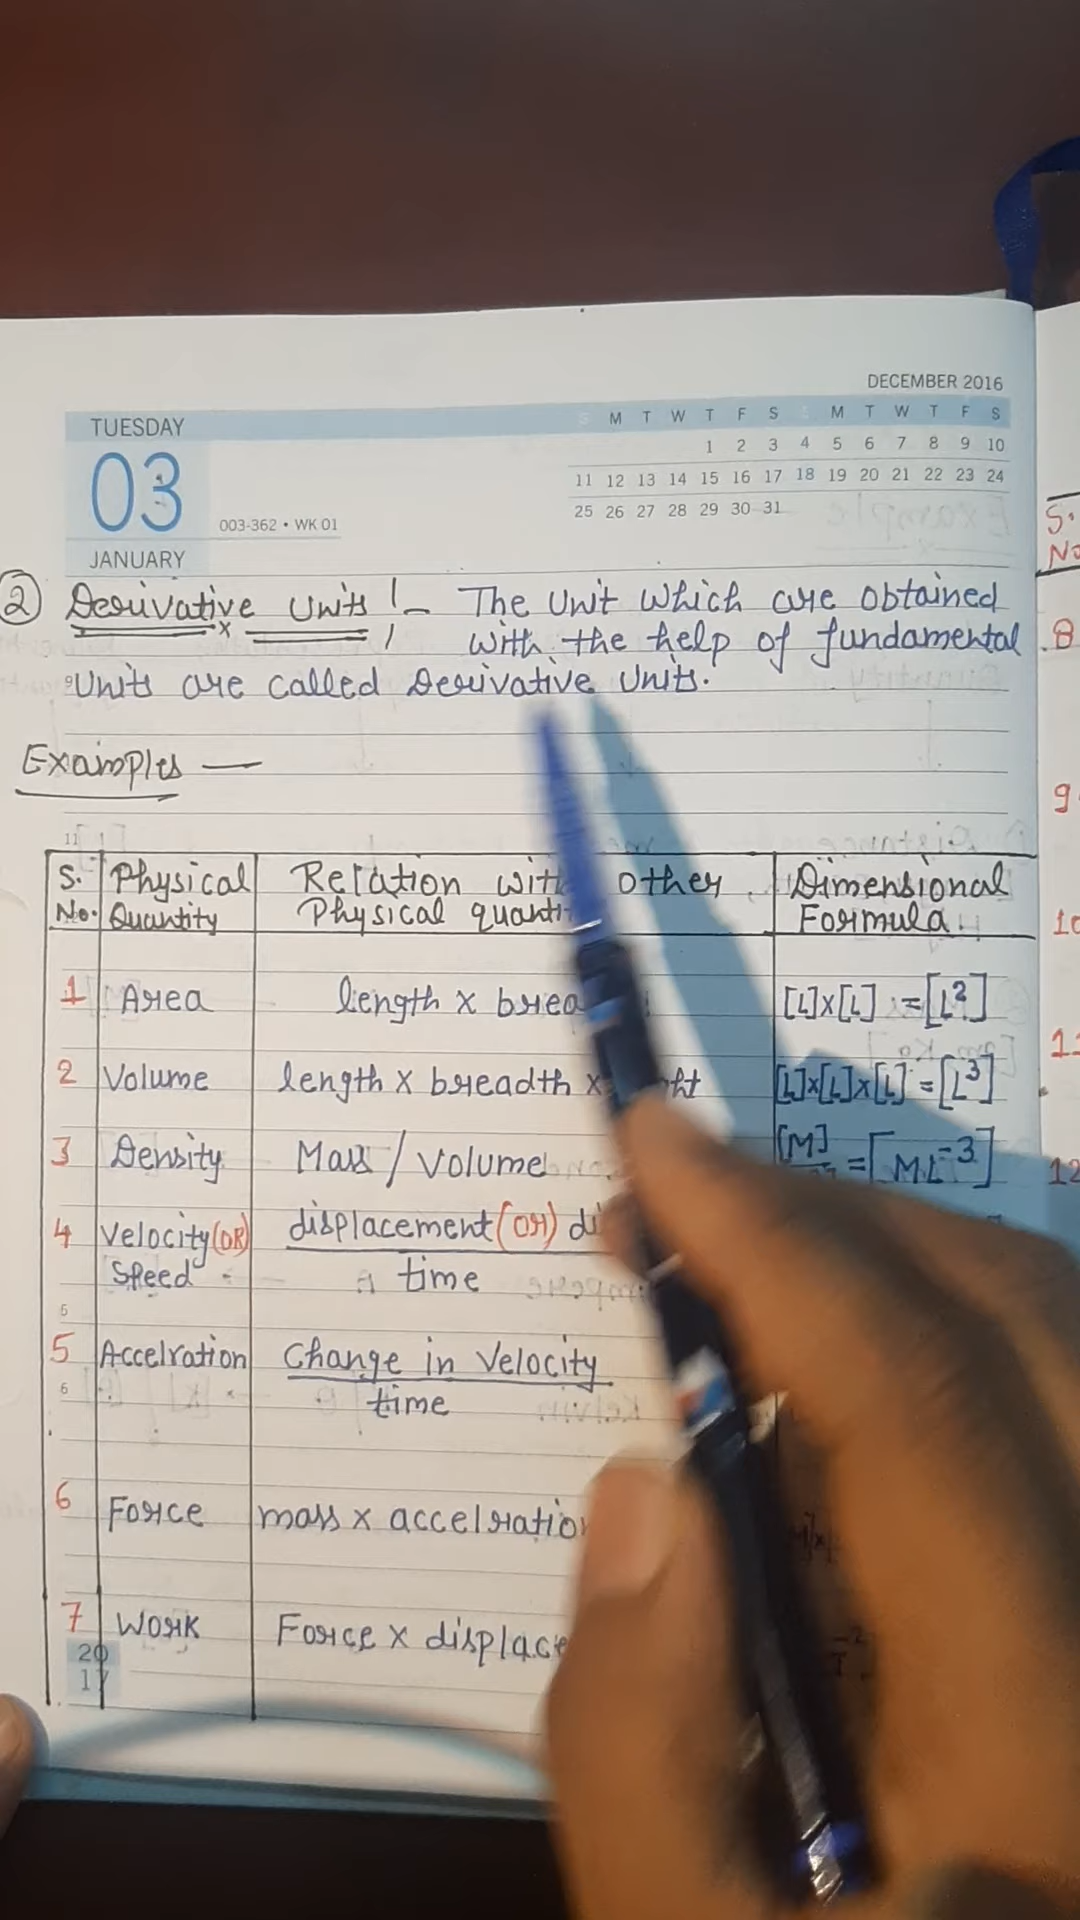 DECEMBER 2016
TUESDAY
M T W T F S M T W T F S
1 2 3 4 5 6 7 8 9 10
11 12 13 14 15 16 17 18 19 20 21 22 23 24
25 26 27 28 29 30 31
03
003-362 • WK 01
JANUARY
② Derivative Units :- The Unit which are obtained
with the help of fundamental
Units are called Derivative Units.
Examples —
S. No. Physical Quantity Relation other Physical Dimensional Formula
1 Area length x [L]x[L] = [L²]
2 Volume length x breadth x [L]x[L]x[L] = [L³]
3 Density Mass / Volume [M] = [ML⁻³]
4 Velocity (OR) Speed displacement (OR) time
5 Accelration Change in Velocity time
6 Force mass x
7 Work Force x
20
17
S.
No
8
9